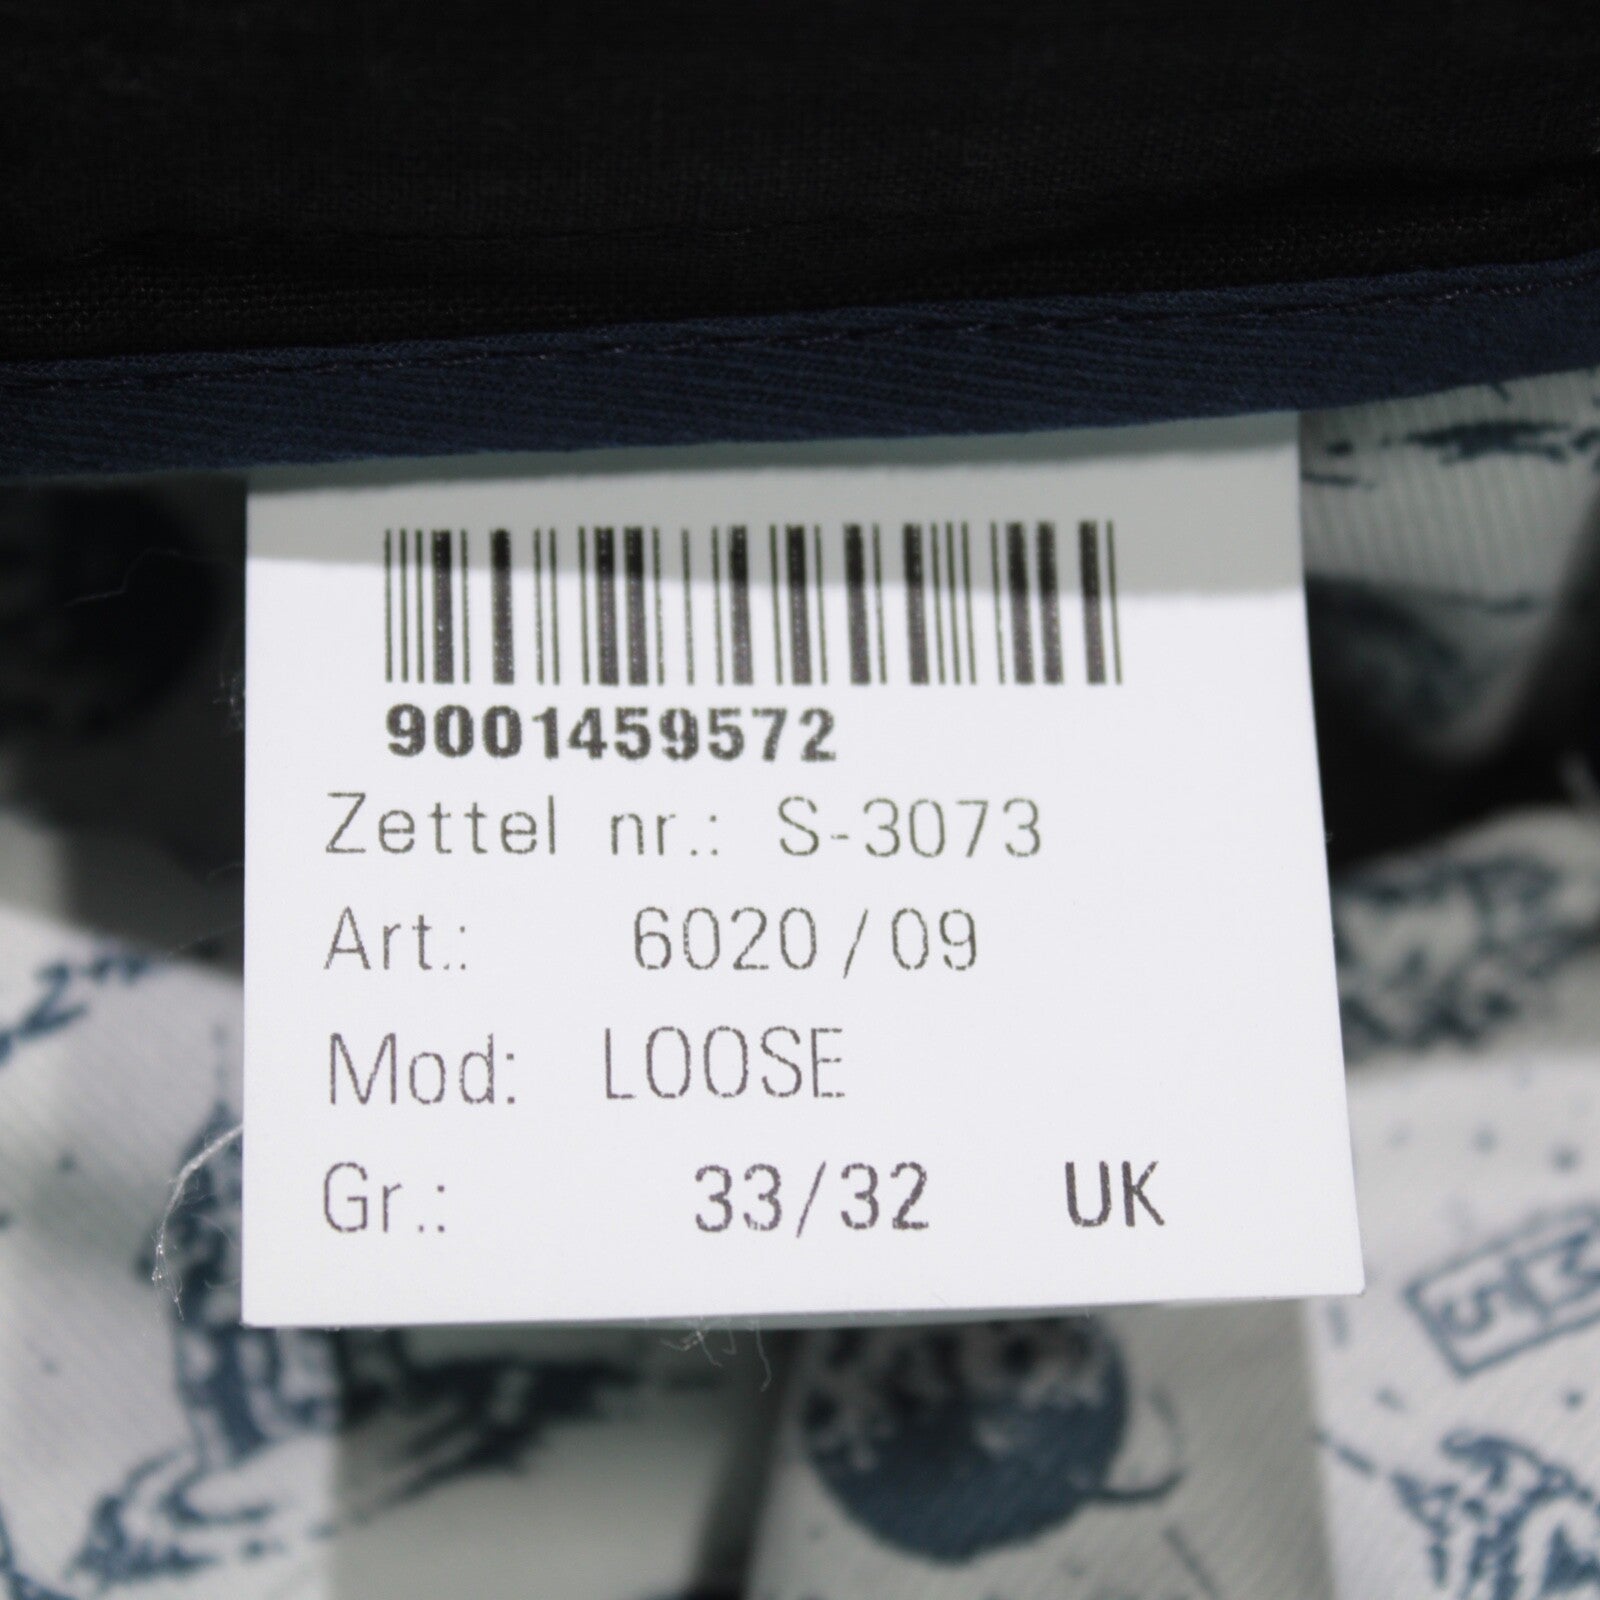 9001459572
Zettel nr.: S-3073
Art.: 6020/09
Mod: LOOSE
Gr.: 33/32 UK